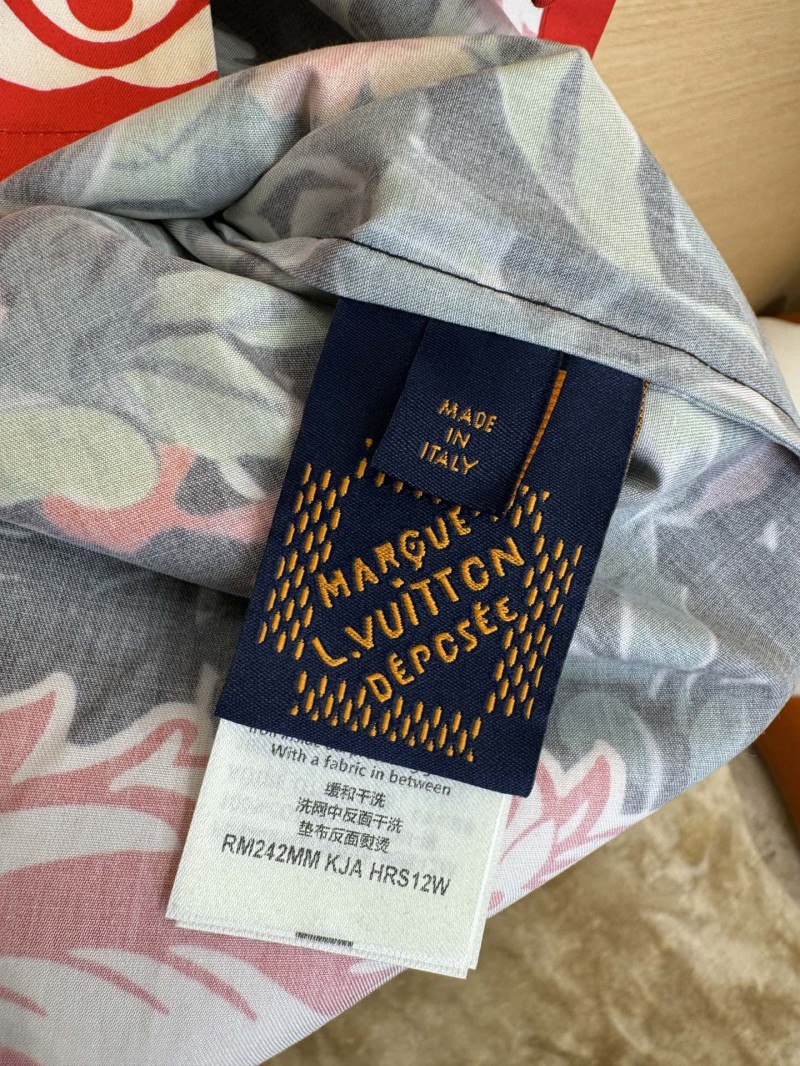 MADE
IN
ITALY
MARQUE
L.VUITTON
DÉPOSÉE
With a fabric in between
缓和干洗
洗网中反面干洗
垫布反面熨烫
RM242MM KJA HRS12W